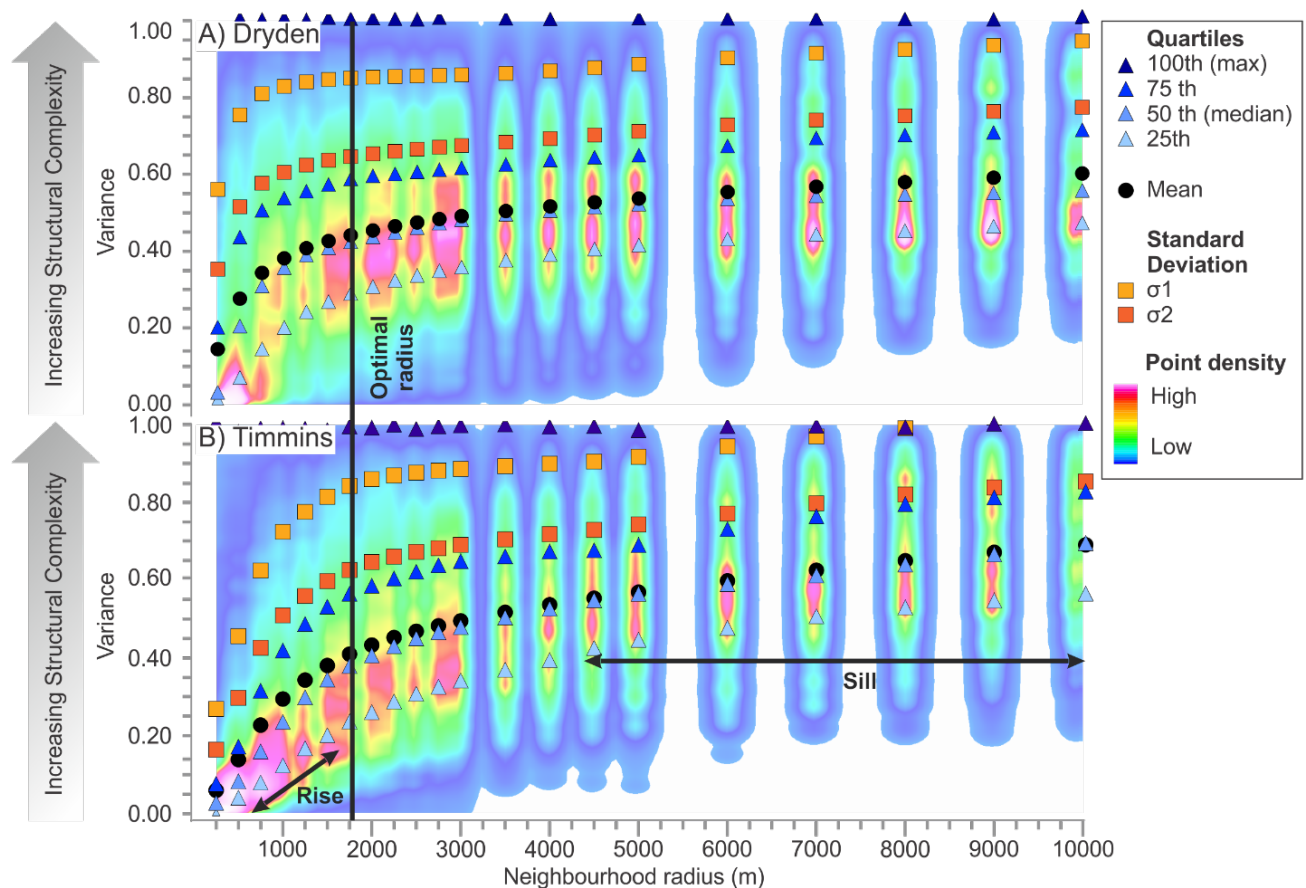 Increasing Structural Complexity
Variance
1.00
0.80
0.60
0.40
0.20
0.00
A) Dryden
Optimal
radius
Increasing Structural Complexity
Variance
1.00
0.80
0.60
0.40
0.20
0.00
B) Timmins
Rise
Sill
1000 2000 3000 4000 5000 6000 7000 8000 9000 10000
Neighbourhood radius (m)
Quartiles
100th (max)
75 th
50 th (median)
25th
Mean
Standard
Deviation
σ1
σ2
Point density
High
Low